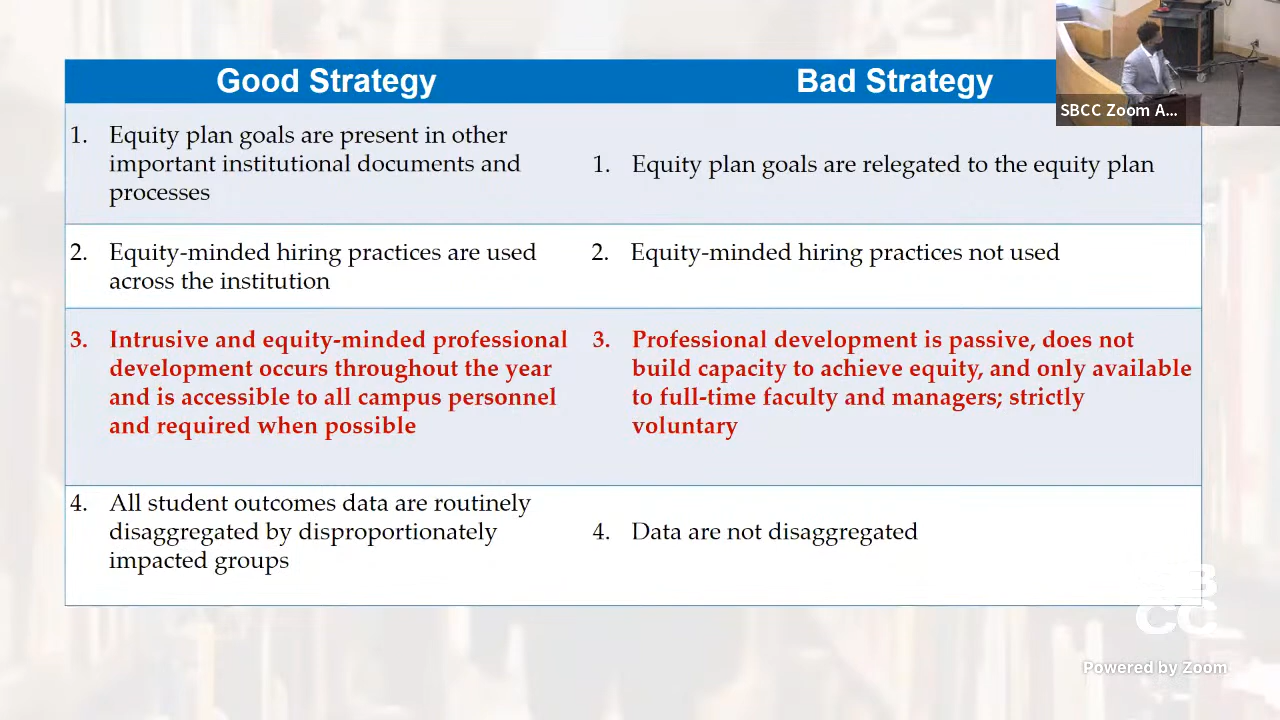 Good Strategy
Bad Strategy
SBCC Zoom A...
1. Equity plan goals are present in other
important institutional documents and
processes
1. Equity plan goals are relegated to the equity plan
2. Equity-minded hiring practices are used
across the institution
2. Equity-minded hiring practices not used
3. Intrusive and equity-minded professional
development occurs throughout the year
and is accessible to all campus personnel
and required when possible
3. Professional development is passive, does not
build capacity to achieve equity, and only available
to full-time faculty and managers; strictly
voluntary
4. All student outcomes data are routinely
disaggregated by disproportionately
impacted groups
4. Data are not disaggregated
CC
Powered by Zoom